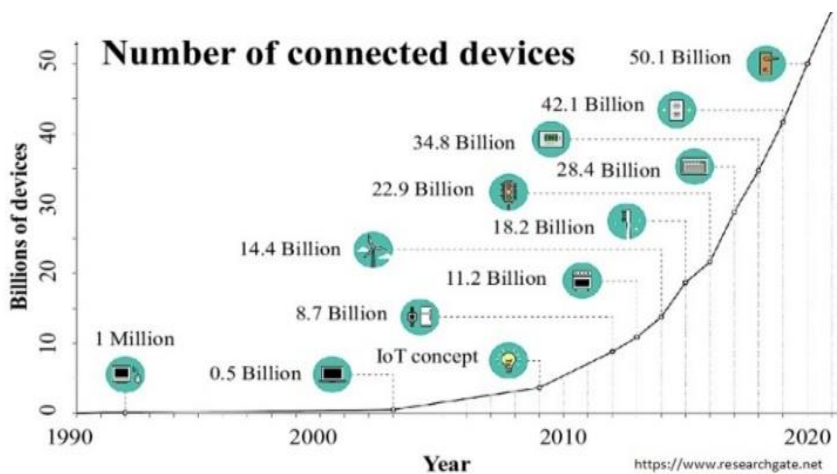 Number of connected devices
Billions of devices
50
40
30
20
10
0
50.1 Billion
42.1 Billion
34.8 Billion
28.4 Billion
22.9 Billion
18.2 Billion
14.4 Billion
11.2 Billion
8.7 Billion
IoT concept
1 Million
0.5 Billion
1990
2000
2010
2020
Year
https://www.researchgate.net